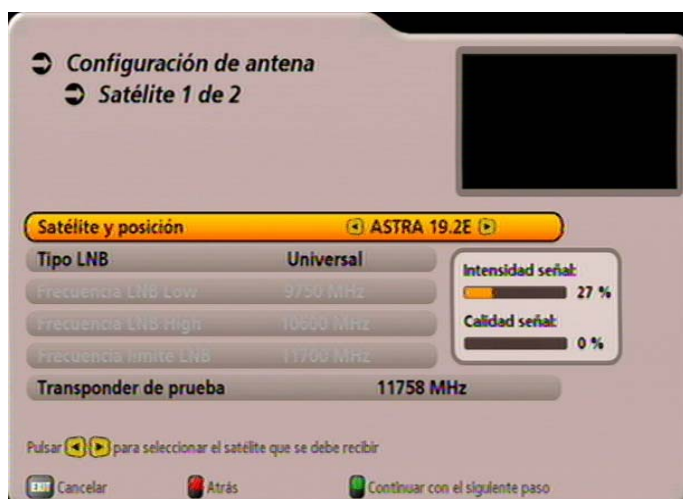 Configuración de antena
Satélite 1 de 2
Satélite y posición ASTRA 19.2E
Tipo LNB Universal
Frecuencia LNB Low 9750 MHz
Frecuencia LNB High 10600 MHz
Frecuencia límite LNB 11700 MHz
Intensidad señal:
27 %
Calidad señal:
0 %
Transponder de prueba 11758 MHz
Pulsar para seleccionar el satélite que se debe recibir
Cancelar Atrás Continuar con el siguiente paso